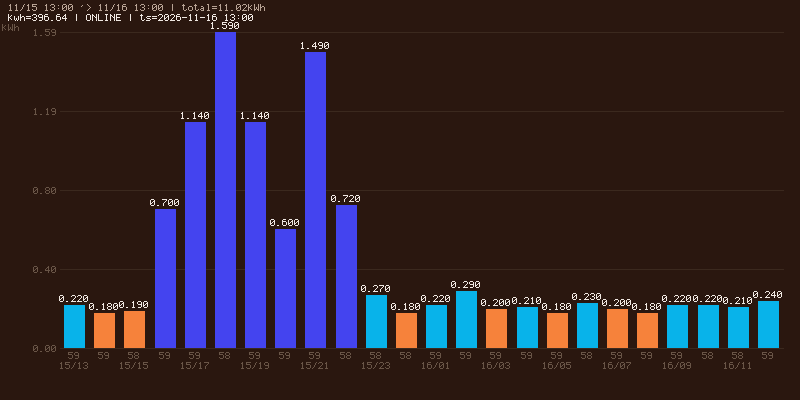 11/15 13:00 -> 11/16 13:00 | total=11.02KWh
Kwh=396.64 | ONLINE | ts=2026-11-16 13:00
KWh
1.59
1.19
0.80
0.40
0.00
0.220 0.180 0.190 0.700 1.140 1.590 1.140 0.600 1.490 0.720 0.270 0.180 0.220 0.290 0.200 0.210 0.180 0.230 0.200 0.180 0.220 0.220 0.210 0.240
59 59 58 59 59 58 59 59 59 58 58 58 59 59 59 59 59 58 59 59 59 58 58 59
15/13 15/15 15/17 15/19 15/21 15/23 16/01 16/03 16/05 16/07 16/09 16/11